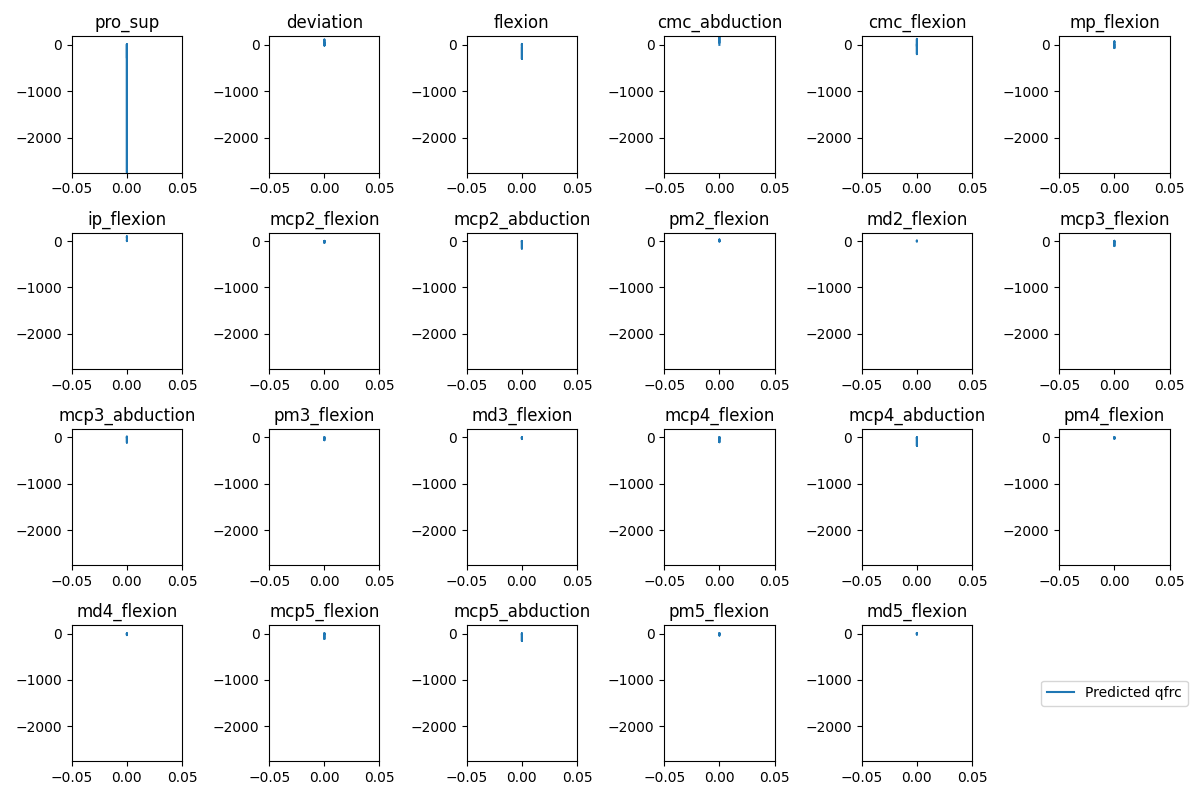 pro_sup deviation flexion cmc_abduction cmc_flexion mp_flexion
0 0 0 0 0 0
−1000 −1000 −1000 −1000 −1000 −1000
−2000 −2000 −2000 −2000 −2000 −2000
−0.05 0.00 0.05 −0.05 0.00 0.05 −0.05 0.00 0.05 −0.05 0.00 0.05 −0.05 0.00 0.05 −0.05 0.00 0.05
ip_flexion mcp2_flexion mcp2_abduction pm2_flexion md2_flexion mcp3_flexion
0 0 0 0 0 0
−1000 −1000 −1000 −1000 −1000 −1000
−2000 −2000 −2000 −2000 −2000 −2000
−0.05 0.00 0.05 −0.05 0.00 0.05 −0.05 0.00 0.05 −0.05 0.00 0.05 −0.05 0.00 0.05 −0.05 0.00 0.05
mcp3_abduction pm3_flexion md3_flexion mcp4_flexion mcp4_abduction pm4_flexion
0 0 0 0 0 0
−1000 −1000 −1000 −1000 −1000 −1000
−2000 −2000 −2000 −2000 −2000 −2000
−0.05 0.00 0.05 −0.05 0.00 0.05 −0.05 0.00 0.05 −0.05 0.00 0.05 −0.05 0.00 0.05 −0.05 0.00 0.05
md4_flexion mcp5_flexion mcp5_abduction pm5_flexion md5_flexion
0 0 0 0 0
−1000 −1000 −1000 −1000 −1000
Predicted qfrc
−2000 −2000 −2000 −2000 −2000
−0.05 0.00 0.05 −0.05 0.00 0.05 −0.05 0.00 0.05 −0.05 0.00 0.05 −0.05 0.00 0.05